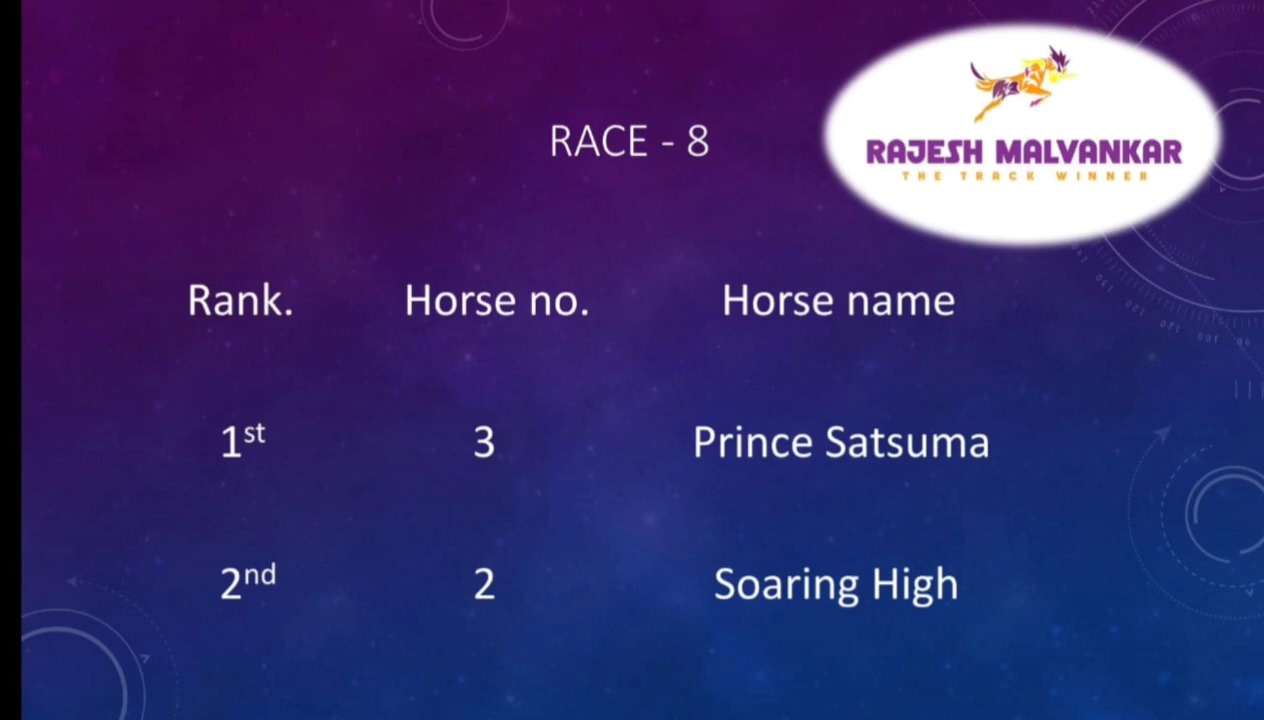 RAJESH MALVANKAR
THE TRACK WINNER
RACE - 8
Rank. Horse no. Horse name
1st 3 Prince Satsuma
2nd 2 Soaring High